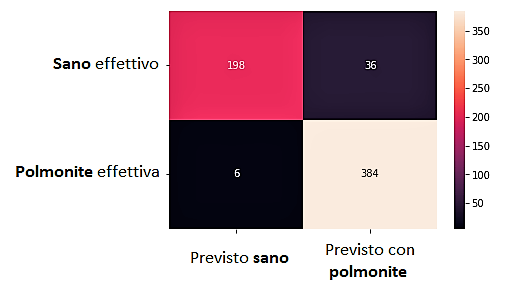 Sano effettivo
198
36
Polmonite effettiva
6
384
Previsto sano
Previsto con
polmonite
350
300
250
200
150
100
50